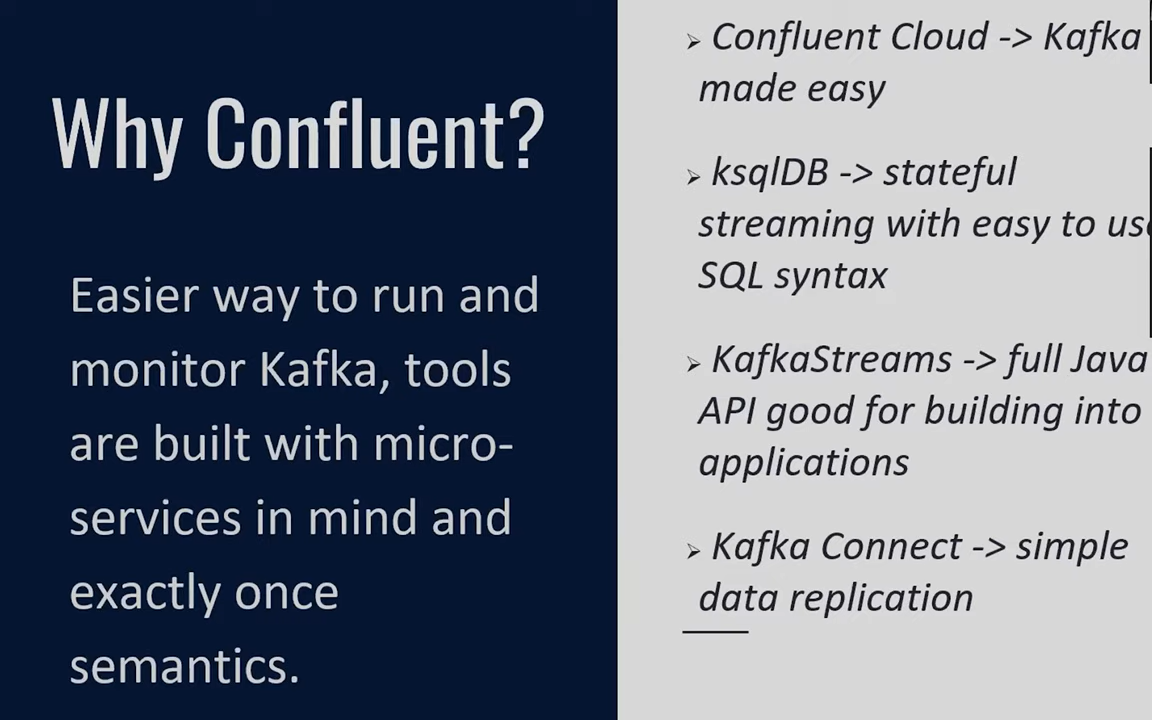 Why Confluent?
Easier way to run and
monitor Kafka, tools
are built with micro-
services in mind and
exactly once
semantics.
➢ Confluent Cloud -> Kafka
made easy
➢ ksqlDB -> stateful
streaming with easy to use
SQL syntax
➢ KafkaStreams -> full Java
API good for building into
applications
➢ Kafka Connect -> simple
data replication